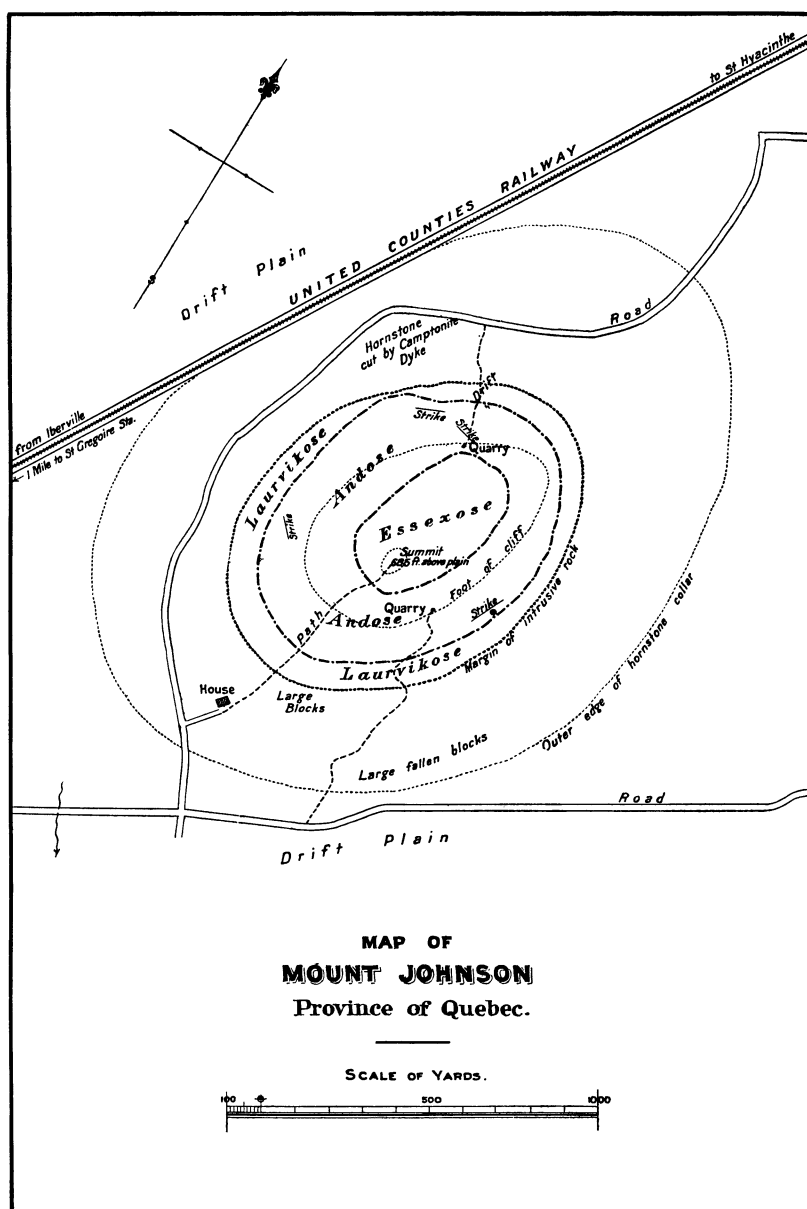 to St Hyacinthe
UNITED COUNTIES RAILWAY
Drift Plain
Road
Hornstone
cut by Camptonite
Dyke
Drift
from Iberville
1 Mile to St Gregoire Sta.
Strike
Strike
Quarry
Laurvikose
Andose
Essexose
Strike
Summit
Foot of cliff
Quarry
Strike
Andose
Path
Laurvikose
Margin of intrusive rock
House
Large
Blocks
Outer edge of hornstone collar
Large fallen blocks
Road
Drift Plain
MAP OF
MOUNT JOHNSON
Province of Quebec.
SCALE OF YARDS.
100 500 1000